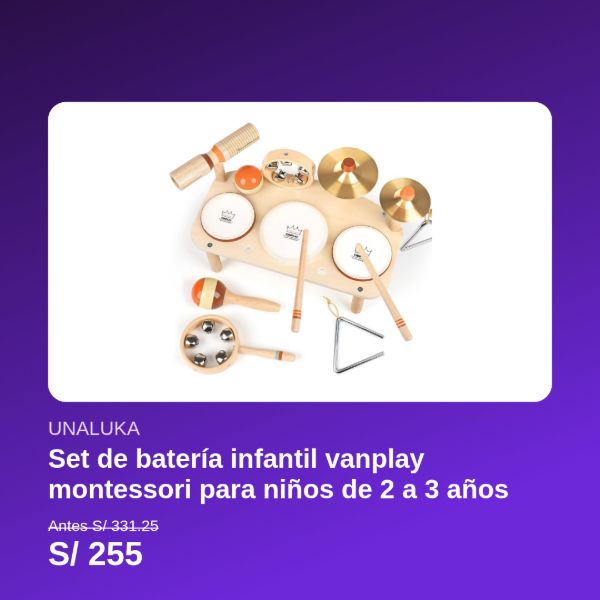 UNALUKA
Set de batería infantil vanplay
montessori para niños de 2 a 3 años
Antes S/ 331.25
S/ 255